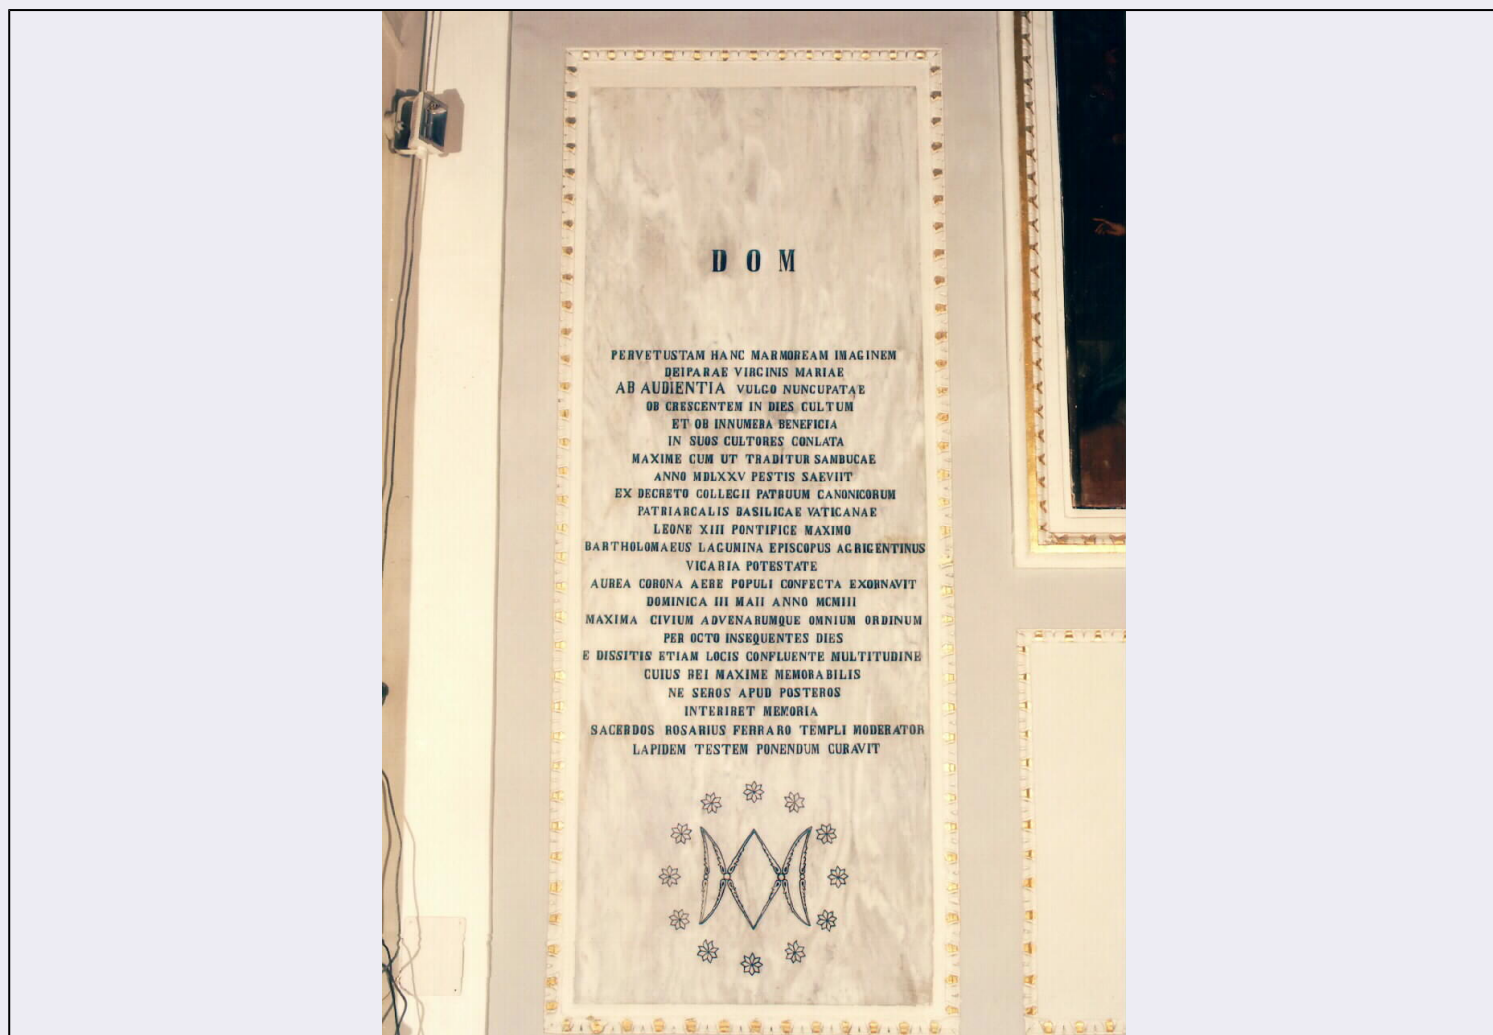 D O M
PERVETUSTAM HANC MARMOREAM IMAGINEM
DEIPARAE VIRGINIS MARIAE
AB AUDIENTIA VULGO NUNCUPATAE
OB CRESCENTEM IN DIES CULTUM
ET OB INNUMERA BENEFICIA
IN SUOS CULTORES CONLATA
MAXIME CUM UT TRADITUR SAMBUCAE
ANNO MDLXXV PESTIS SAEVIIT
EX DECRETO COLLEGII PATRUUM CANONICORUM
PATRIARCALIS BASILICAE VATICANAE
LEONE XIII PONTIFICE MAXIMO
BARTHOLOMAEUS LAGUMINA EPISCOPUS AGRIGENTINUS
VICARIA POTESTATE
AUREA CORONA AERE POPULI CONFECTA EXORNAVIT
DOMINICA III MAII ANNO MCMIII
MAXIMA CIVIUM ADVENARUMQUE OMNIUM ORDINUM
PER OCTO INSEQUENTES DIES
E DISSITIS ETIAM LOCIS CONFLUENTE MULTITUDINE
CUIUS REI MAXIME MEMORABILIS
NE SEROS APUD POSTEROS
INTERIRET MEMORIA
SACERDOS ROSARIUS FERRARO TEMPLI MODERATOR
LAPIDEM TESTEM PONENDUM CURAVIT